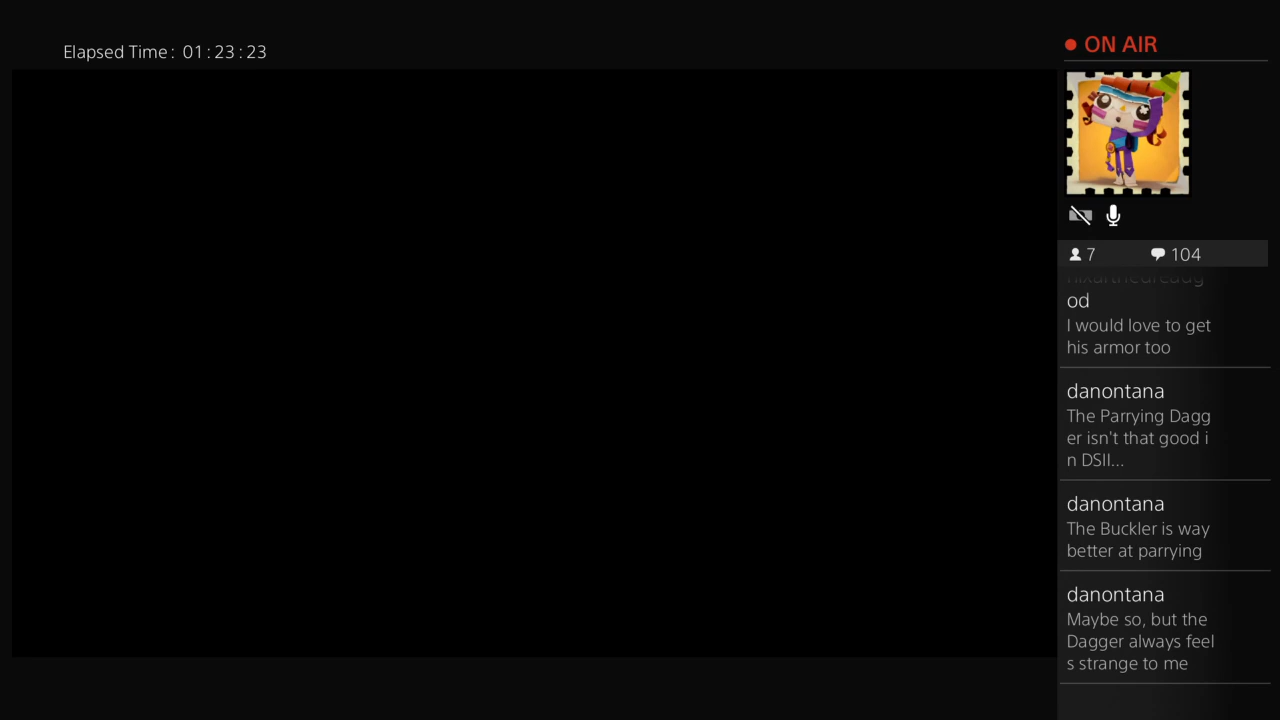 Elapsed Time: 01:23:23
ON AIR
7 104
od
I would love to get
his armor too
danontana
The Parrying Dagg
er isn't that good i
n DSII...
danontana
The Buckler is way
better at parrying
danontana
Maybe so, but the
Dagger always feel
s strange to me